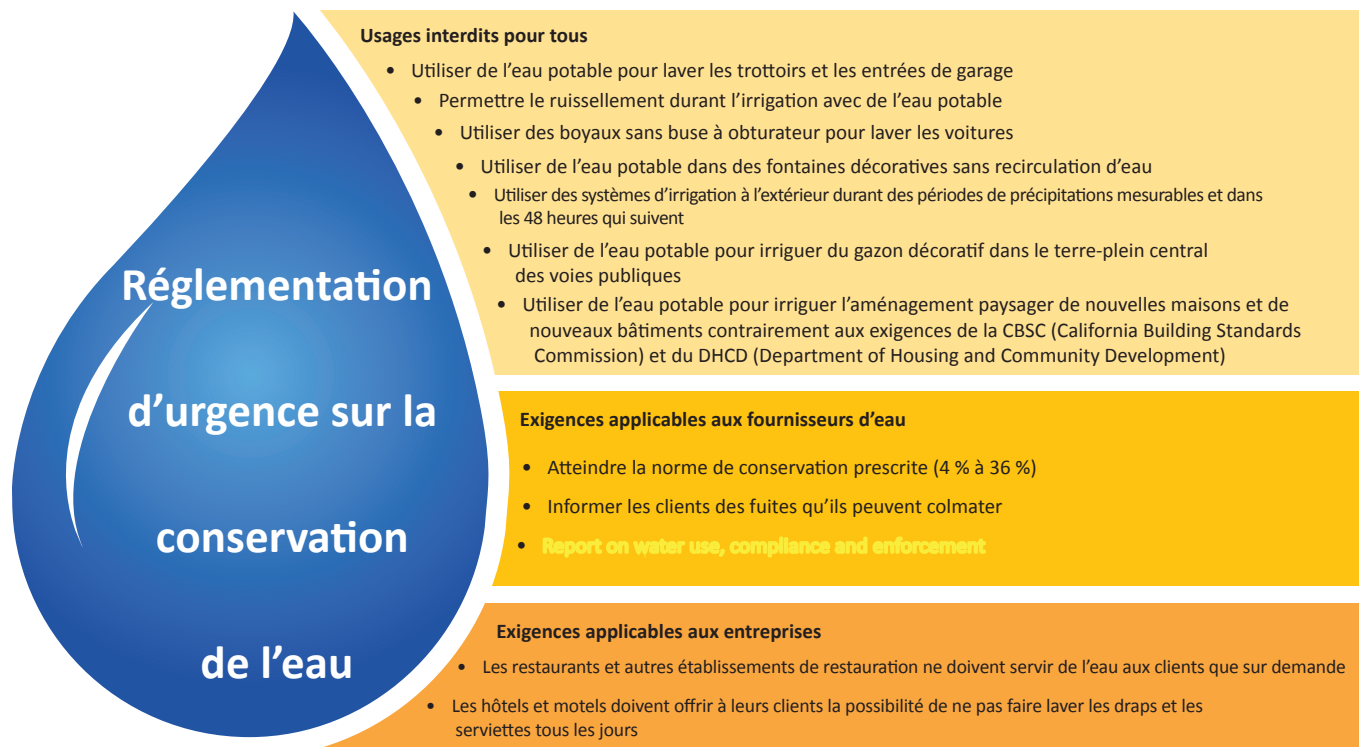 Réglementation
d’urgence sur la
conservation
de l’eau
Usages interdits pour tous
• Utiliser de l’eau potable pour laver les trottoirs et les entrées de garage
• Permettre le ruissellement durant l’irrigation avec de l’eau potable
• Utiliser des boyaux sans buse à obturateur pour laver les voitures
• Utiliser de l’eau potable dans des fontaines décoratives sans recirculation d’eau
• Utiliser des systèmes d’irrigation à l’extérieur durant des périodes de précipitations mesurables et dans
les 48 heures qui suivent
• Utiliser de l’eau potable pour irriguer du gazon décoratif dans le terre-plein central
des voies publiques
• Utiliser de l’eau potable pour irriguer l’aménagement paysager de nouvelles maisons et de
nouveaux bâtiments contrairement aux exigences de la CBSC (California Building Standards
Commission) et du DHCD (Department of Housing and Community Development)
Exigences applicables aux fournisseurs d’eau
• Atteindre la norme de conservation prescrite (4 % à 36 %)
• Informer les clients des fuites qu’ils peuvent colmater
• Report on water use, compliance and enforcement
Exigences applicables aux entreprises
• Les restaurants et autres établissements de restauration ne doivent servir de l’eau aux clients que sur demande
• Les hôtels et motels doivent offrir à leurs clients la possibilité de ne pas faire laver les draps et les
serviettes tous les jours